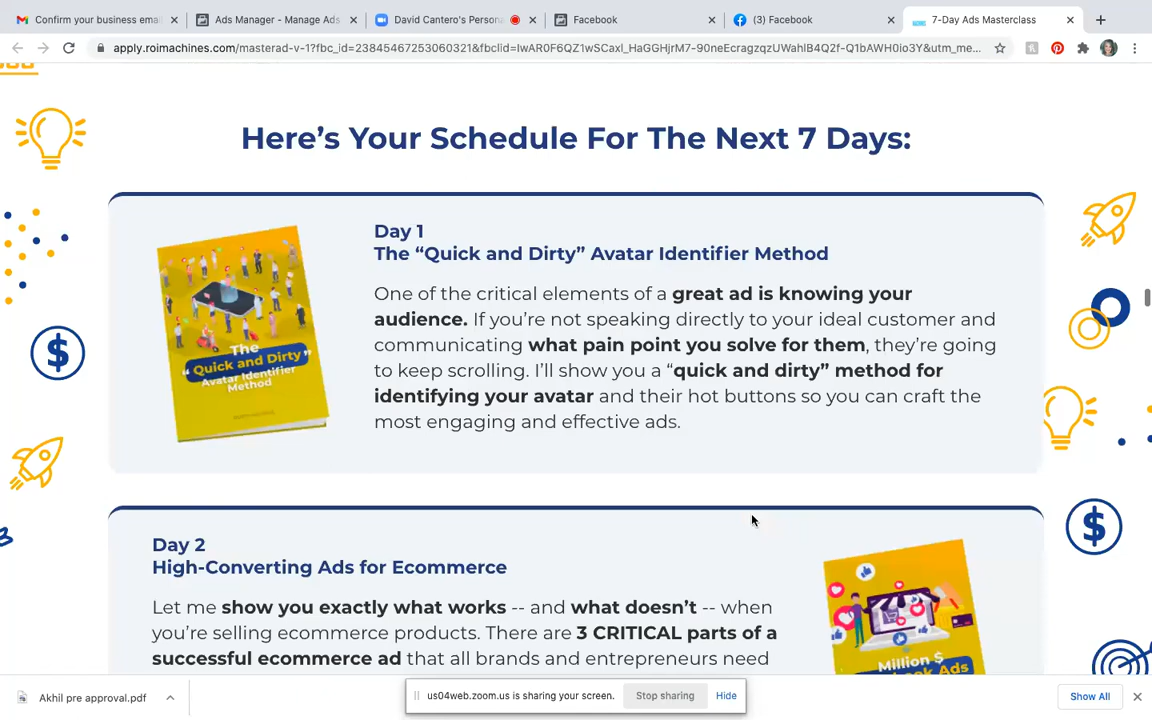 Confirm your business emai
Ads Manager - Manage Ads
David Cantero's Persona
Facebook
(3) Facebook
7-Day Ads Masterclass
apply.roimachines.com/masterad-v-1?fbc_id=23845467253060321&fbclid=IwAR0F6QZ1wSCaxl_HaGGHjrM7-90neEcragzqzUWahlB4Q2f-Q1bAWH0io3Y&utm_me...
Here's Your Schedule For The Next 7 Days:
The
"Quick and Dirty"
Avatar Identifier
Method
Day 1
The “Quick and Dirty” Avatar Identifier Method
One of the critical elements of a great ad is knowing your
audience. If you’re not speaking directly to your ideal customer and
communicating what pain point you solve for them, they’re going
to keep scrolling. I’ll show you a “quick and dirty” method for
identifying your avatar and their hot buttons so you can craft the
most engaging and effective ads.
Day 2
High-Converting Ads for Ecommerce
Let me show you exactly what works -- and what doesn’t -- when
you’re selling ecommerce products. There are 3 CRITICAL parts of a
successful ecommerce ad that all brands and entrepreneurs need
Million $
Ads
Akhil pre approval.pdf
us04web.zoom.us is sharing your screen.
Stop sharing
Hide
Show All